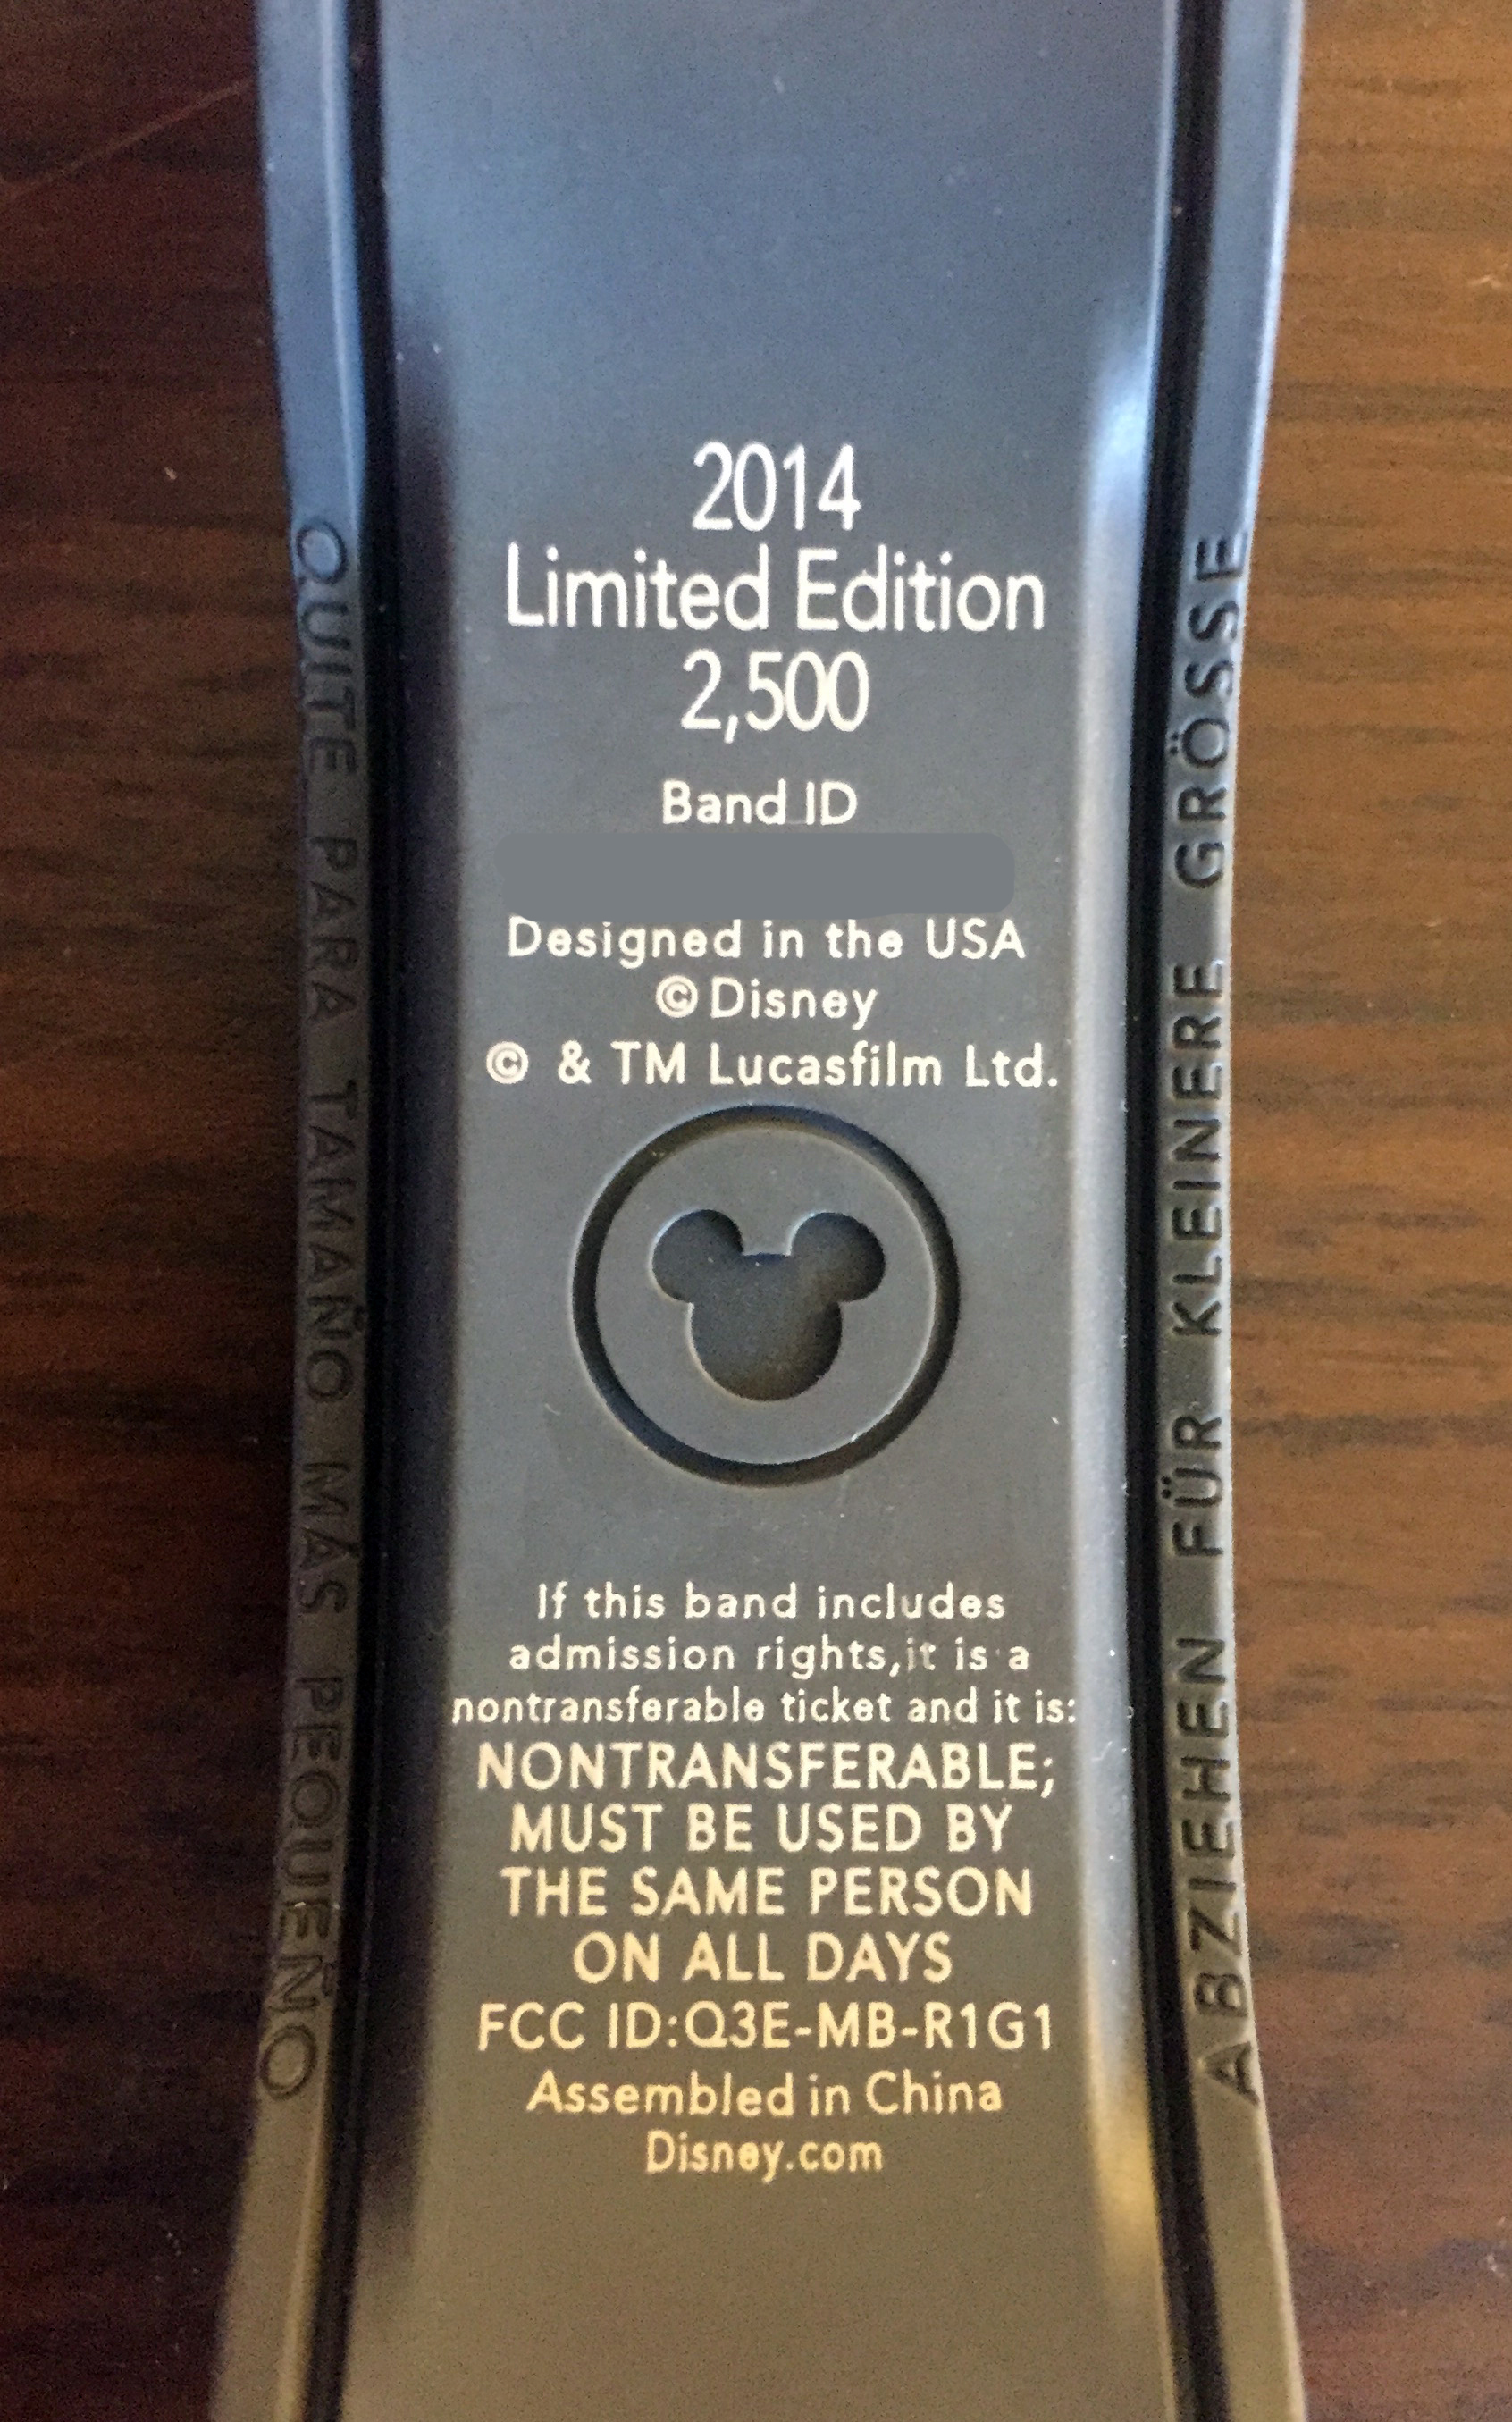 2014
Limited Edition
2,500
Band ID
Designed in the USA
© Disney
© & TM Lucasfilm Ltd.
If this band includes
admission rights,it is a
nontransferable ticket and it is:
NONTRANSFERABLE;
MUST BE USED BY
THE SAME PERSON
ON ALL DAYS
FCC ID:Q3E-MB-R1G1
Assembled in China
Disney.com
QUITE PARA TAMAÑO MÁS PEQUEÑO
ABZIEHEN FÜR KLEINERE GRÖSSE